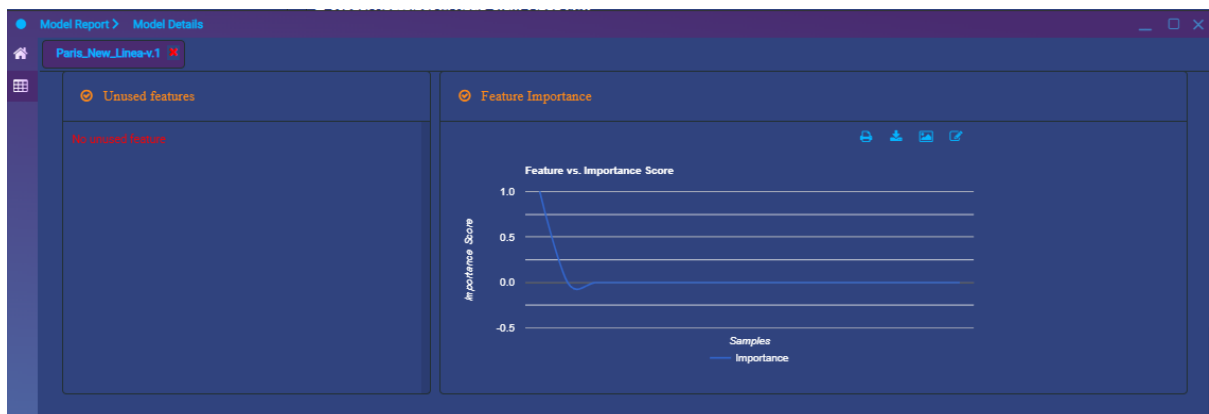 Model Report > Model Details
Paris_New_Linea-v.1
Unused features
No unused feature
Feature Importance
Feature vs. Importance Score
1.0
0.5
0.0
-0.5
Importance Score
Samples
Importance